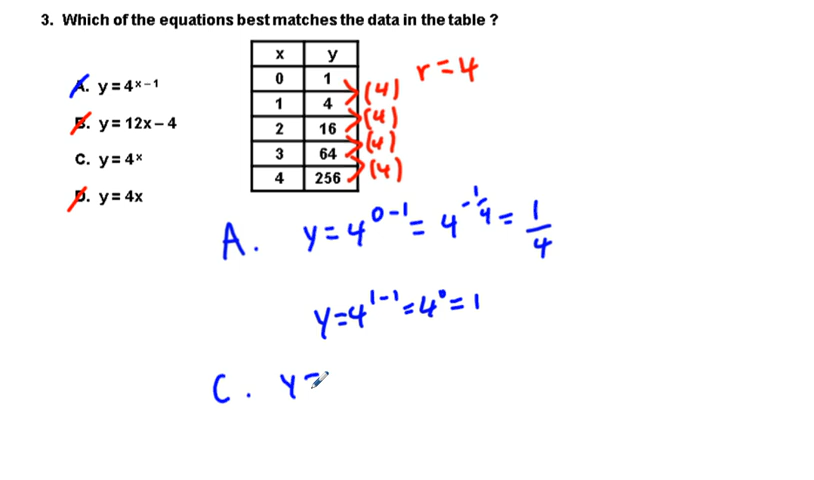 3. Which of the equations best matches the data in the table ?
A. y = 4ˣ⁻¹
B. y = 12x – 4
C. y = 4ˣ
D. y = 4x
x y
0 1
1 4
2 16
3 64
4 256
(4)
(4)
(4)
(4)
r = 4
A. y = 4⁰⁻¹ = 4⁻¹ = 1/4
y = 4¹⁻¹ = 4⁰ = 1
C. y =